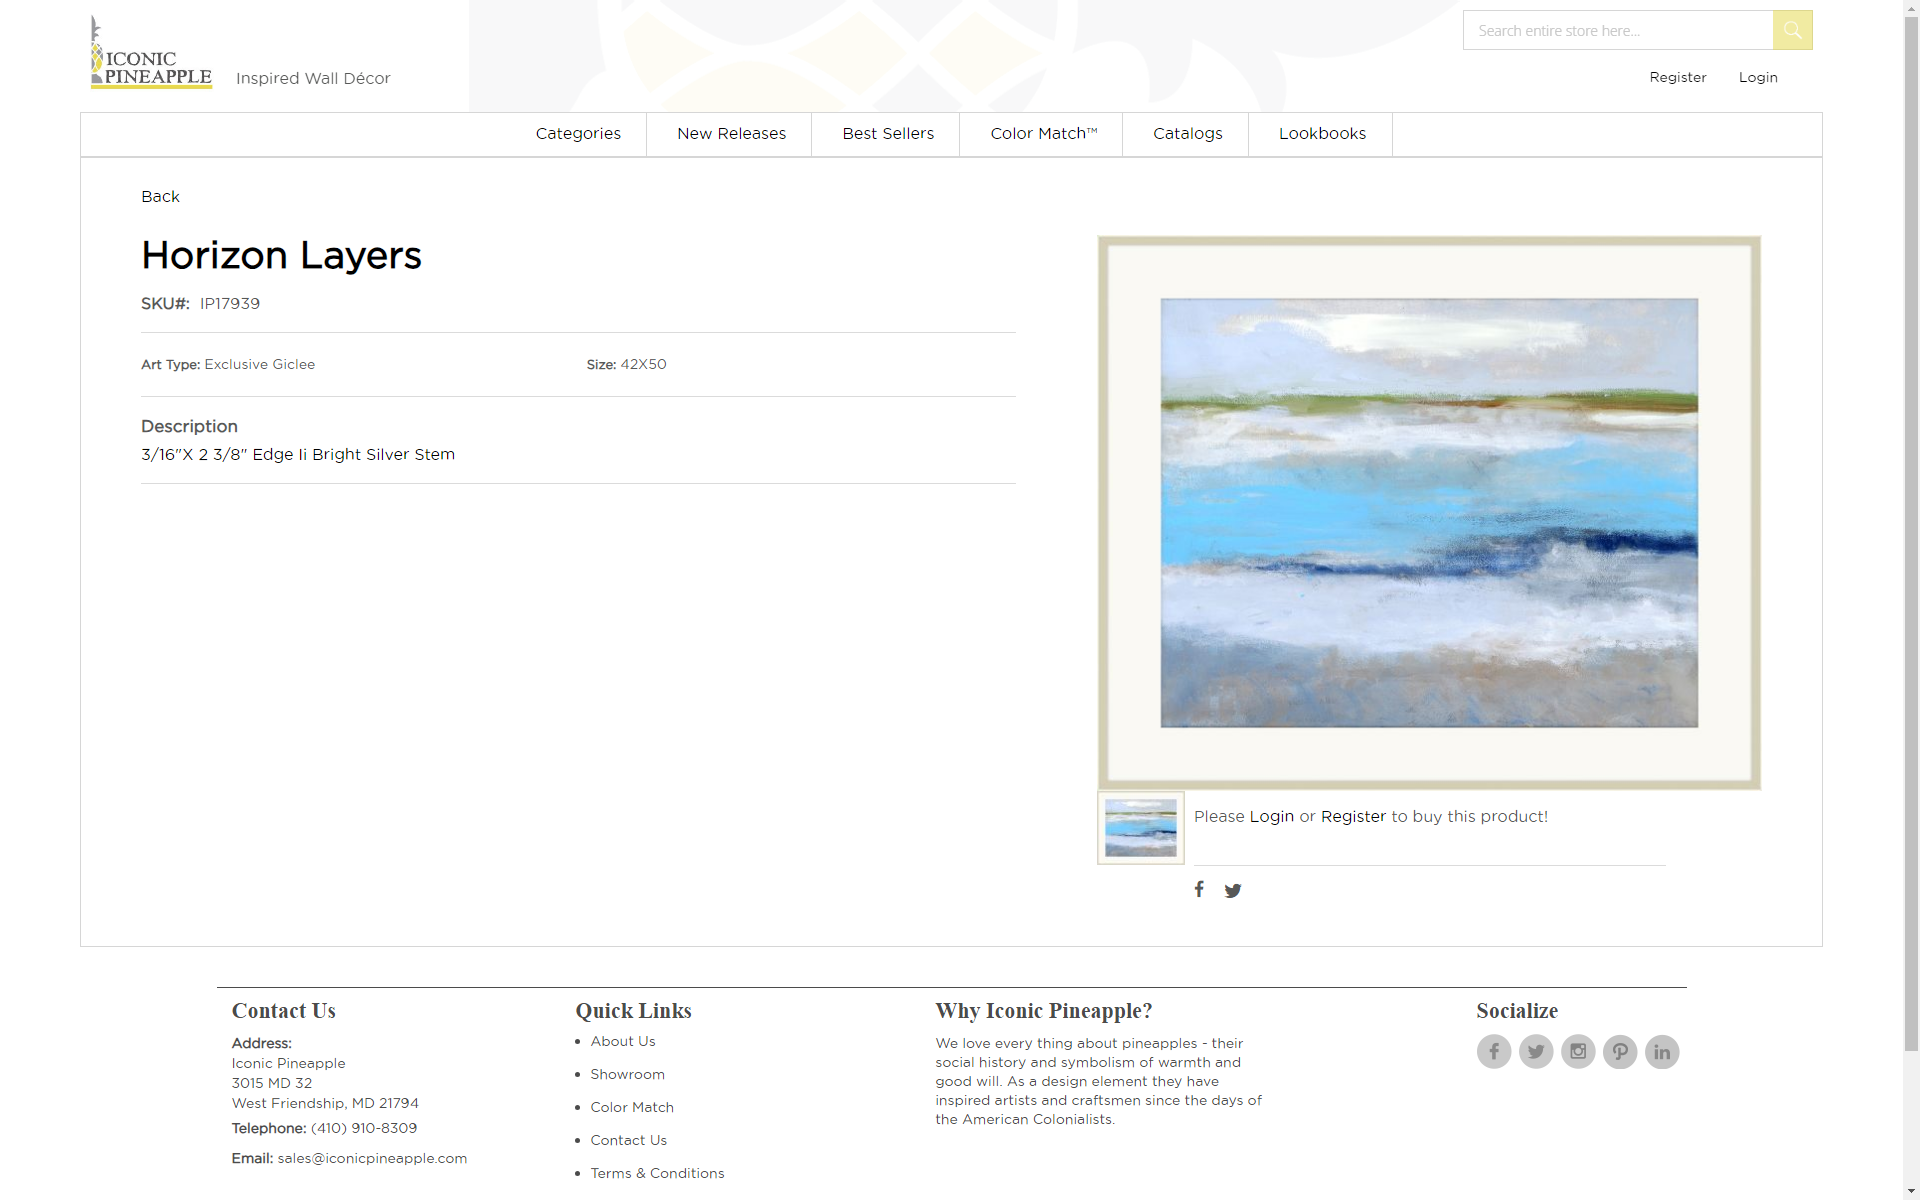 ICONIC
PINEAPPLE
Inspired Wall Décor
Search entire store here...
Register
Login
Categories
New Releases
Best Sellers
Color Match™
Catalogs
Lookbooks
Back
Horizon Layers
SKU#: IP17939
Art Type: Exclusive Giclee
Size: 42X50
Description
3/16"X 2 3/8" Edge Ii Bright Silver Stem
Please Login or Register to buy this product!
Contact Us
Address:
Iconic Pineapple
3015 MD 32
West Friendship, MD 21794
Telephone: (410) 910-8309
Email: sales@iconicpineapple.com
Quick Links
About Us
Showroom
Color Match
Contact Us
Terms & Conditions
Why Iconic Pineapple?
We love every thing about pineapples - their
social history and symbolism of warmth and
good will. As a design element they have
inspired artists and craftsmen since the days of
the American Colonialists.
Socialize